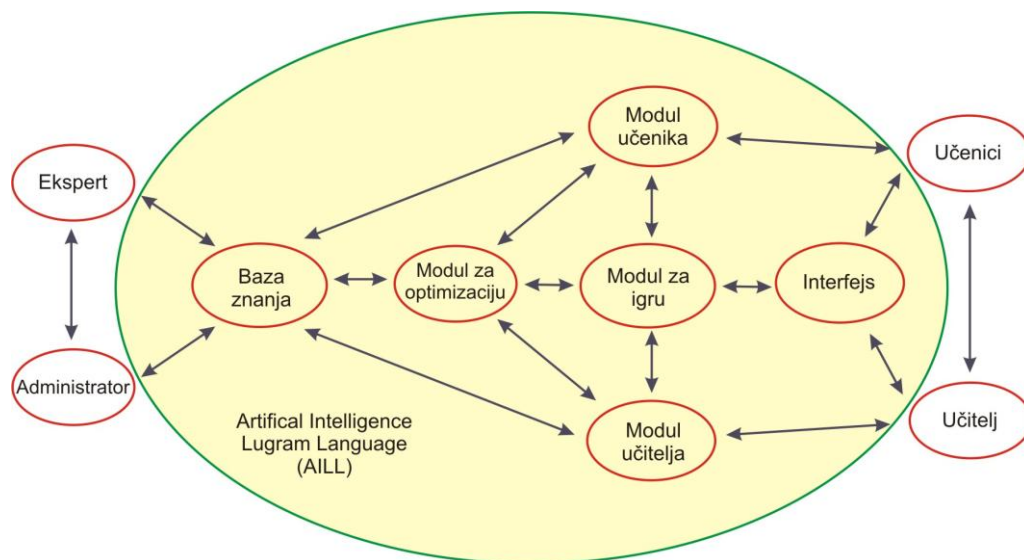 Modul
učenika
Učenici
Ekspert
Baza
znanja
Modul za
optimizaciju
Modul za
igru
Interfejs
Administrator
Artifical Intelligence
Lugram Language
(AILL)
Modul
učitelja
Učitelj